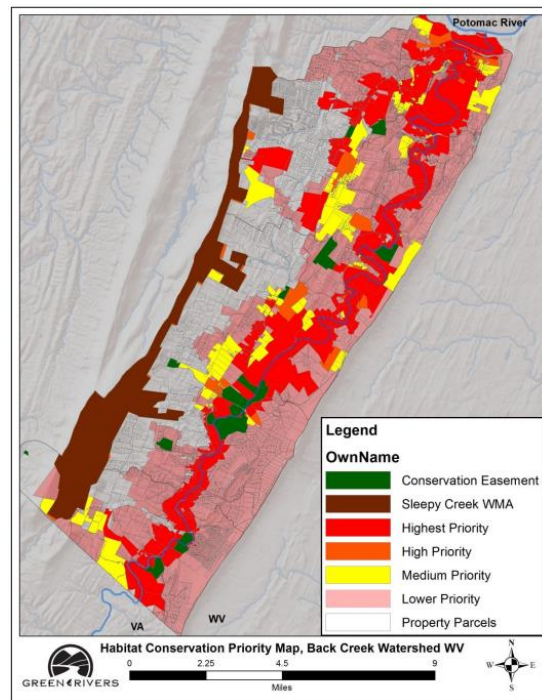 Potomac River
Legend
OwnName
Conservation Easement
Sleepy Creek WMA
Highest Priority
High Priority
Medium Priority
Lower Priority
Property Parcels
VA
WV
Habitat Conservation Priority Map, Back Creek Watershed WV
0 2.25 4.5 9
Miles
GREEN RIVERS
N
W E
S